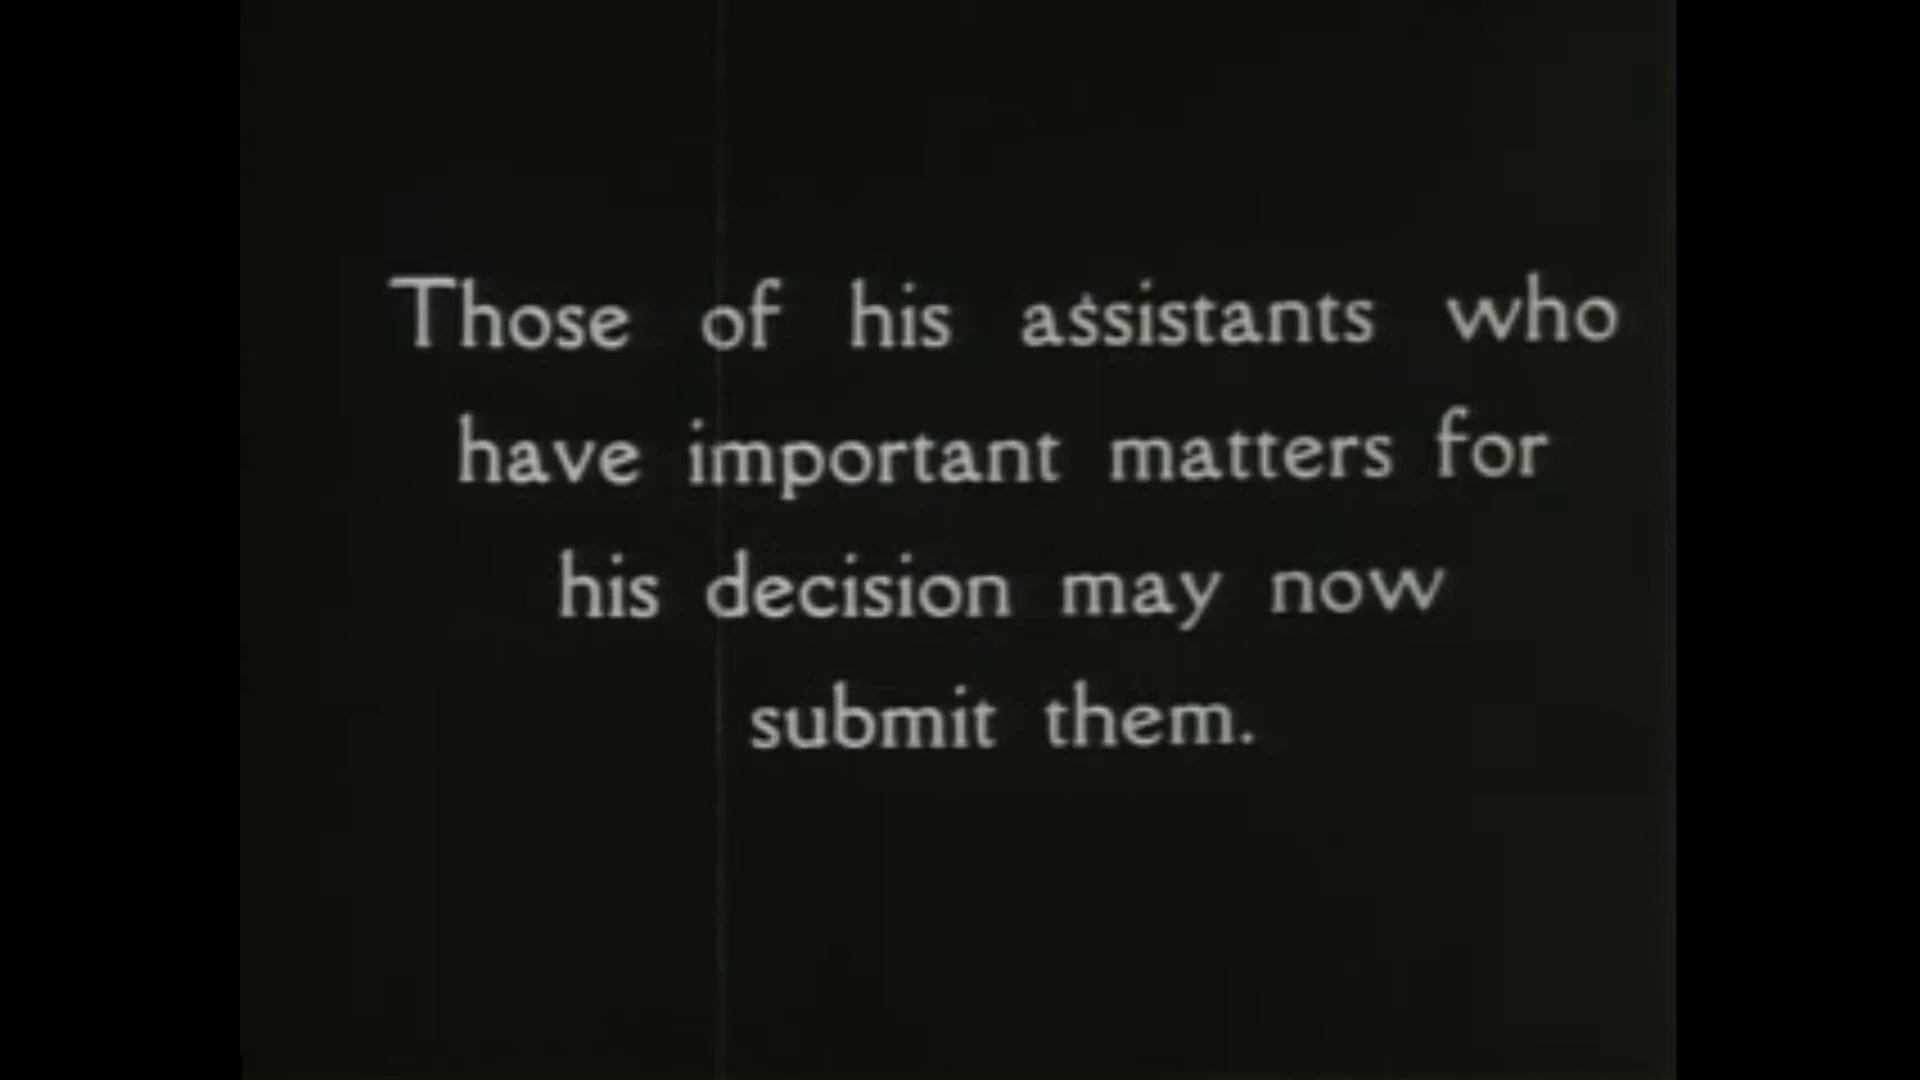 Those of his assistants who
have important matters for
his decision may now
submit them.